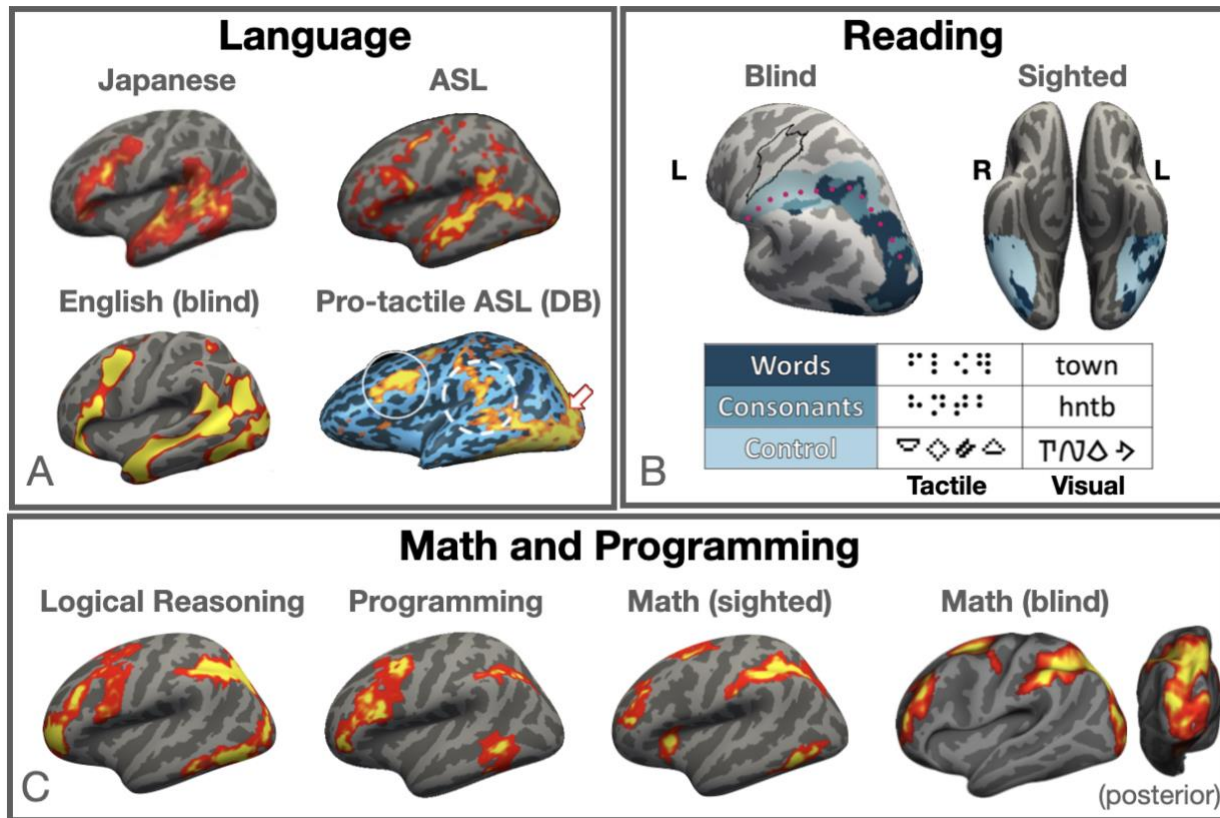 Language
Japanese
ASL
English (blind)
Pro-tactile ASL (DB)
A
Reading
Blind
Sighted
L
R
L
Words
town
Consonants
hntb
Control
Tactile
Visual
B
Math and Programming
Logical Reasoning
Programming
Math (sighted)
Math (blind)
C
(posterior)